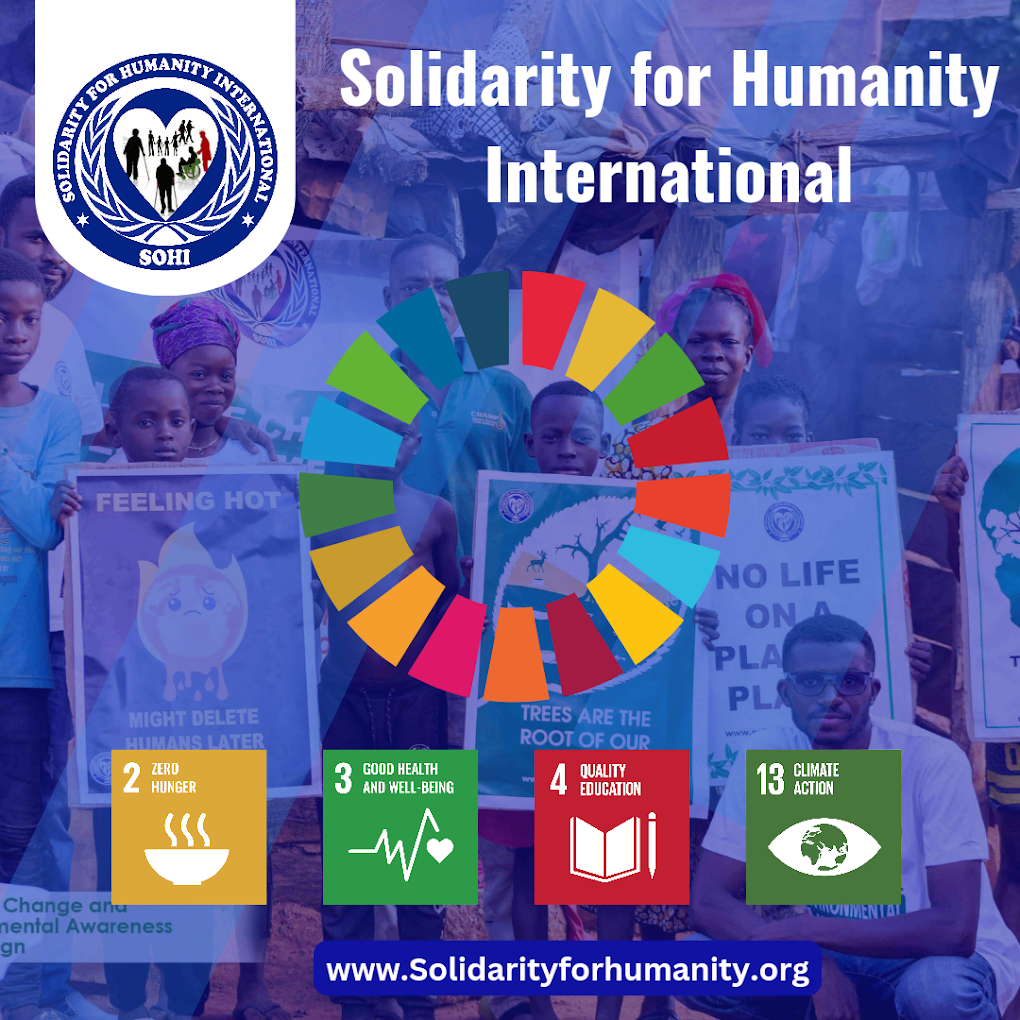 SOLIDARITY FOR HUMANITY INTERNATIONAL
SOHI
Solidarity for Humanity
International
FEELING HOT
MIGHT DELETE
HUMANS LATER
CHAMP
TREES ARE THE
ROOT OF OUR
NO LIFE
ON A
2 ZERO
HUNGER
3 GOOD HEALTH
AND WELL-BEING
4 QUALITY
EDUCATION
13 CLIMATE
ACTION
Change and
mental Awareness
gn
www.Solidarityforhumanity.org